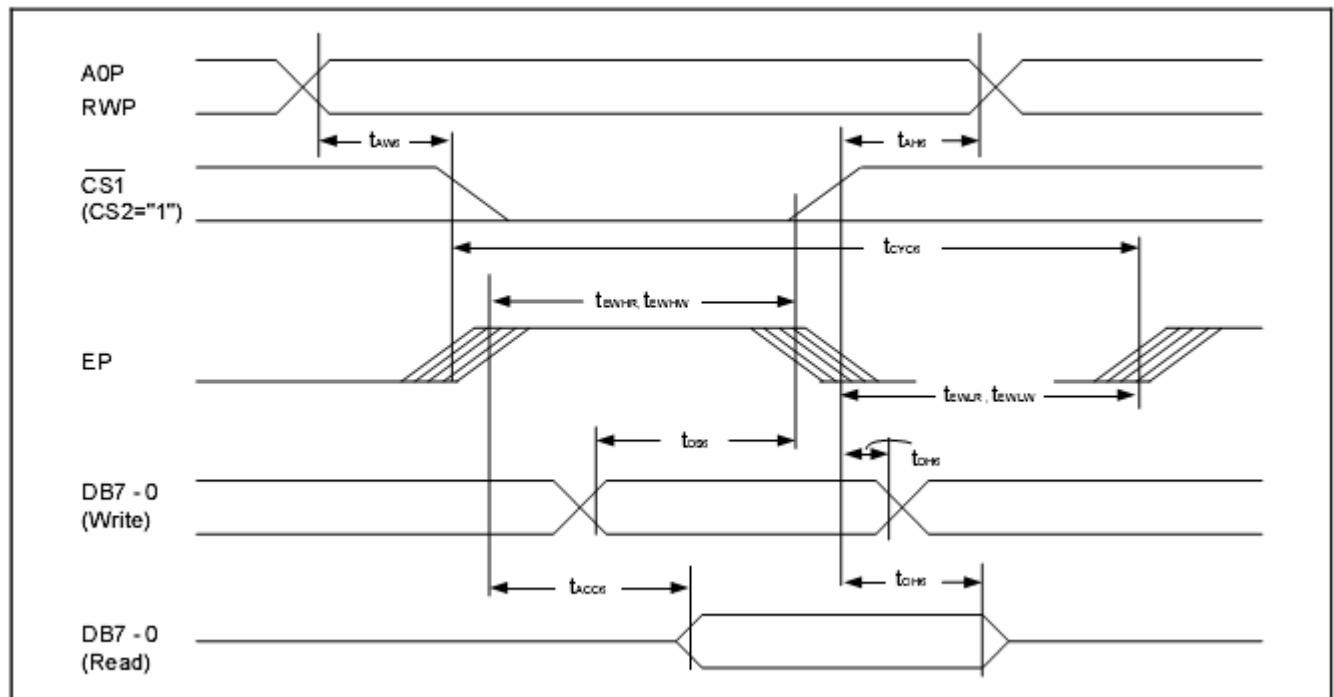 A0P
RWP
tAW6
tAH6
CS1
(CS2="1")
tCYC6
tEWHR, tEWHW
EP
tEWLR, tEWLW
tDS6
tDH6
DB7 - 0
(Write)
tACC6
tOH6
DB7 - 0
(Read)